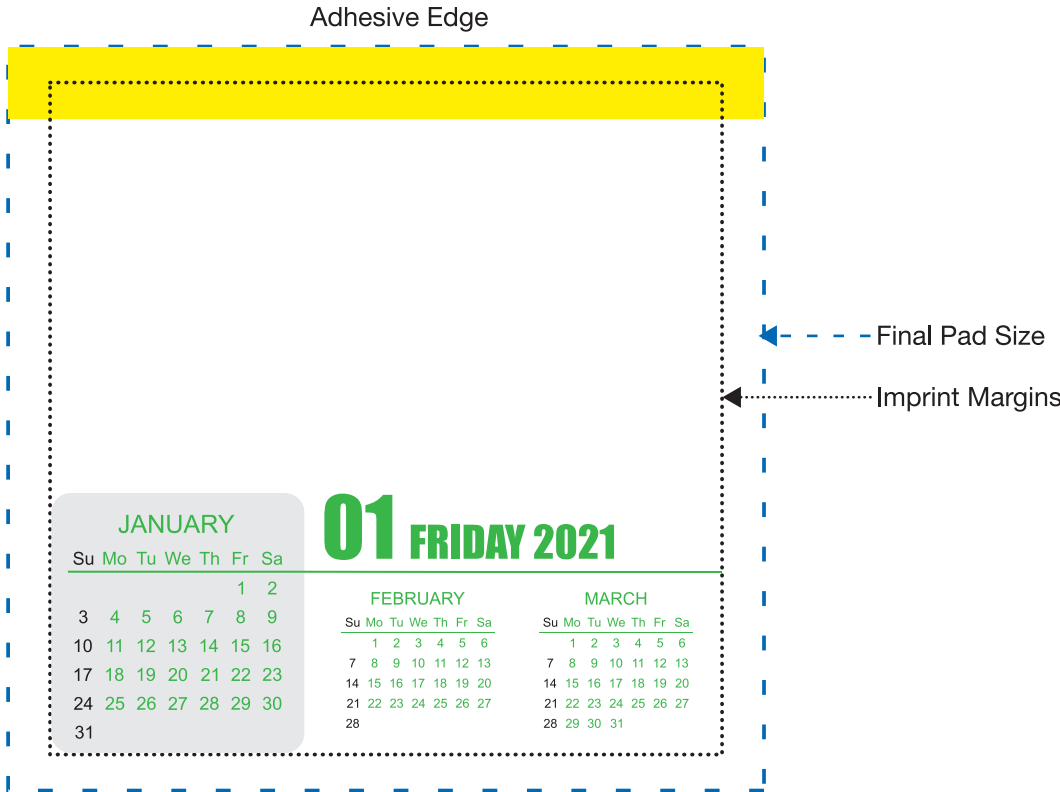 Adhesive Edge
Final Pad Size
Imprint Margins
01 FRIDAY 2021
JANUARY
Su Mo Tu We Th Fr Sa
1 2
3 4 5 6 7 8 9
10 11 12 13 14 15 16
17 18 19 20 21 22 23
24 25 26 27 28 29 30
31
FEBRUARY
Su Mo Tu We Th Fr Sa
1 2 3 4 5 6
7 8 9 10 11 12 13
14 15 16 17 18 19 20
21 22 23 24 25 26 27
28
MARCH
Su Mo Tu We Th Fr Sa
1 2 3 4 5 6
7 8 9 10 11 12 13
14 15 16 17 18 19 20
21 22 23 24 25 26 27
28 29 30 31